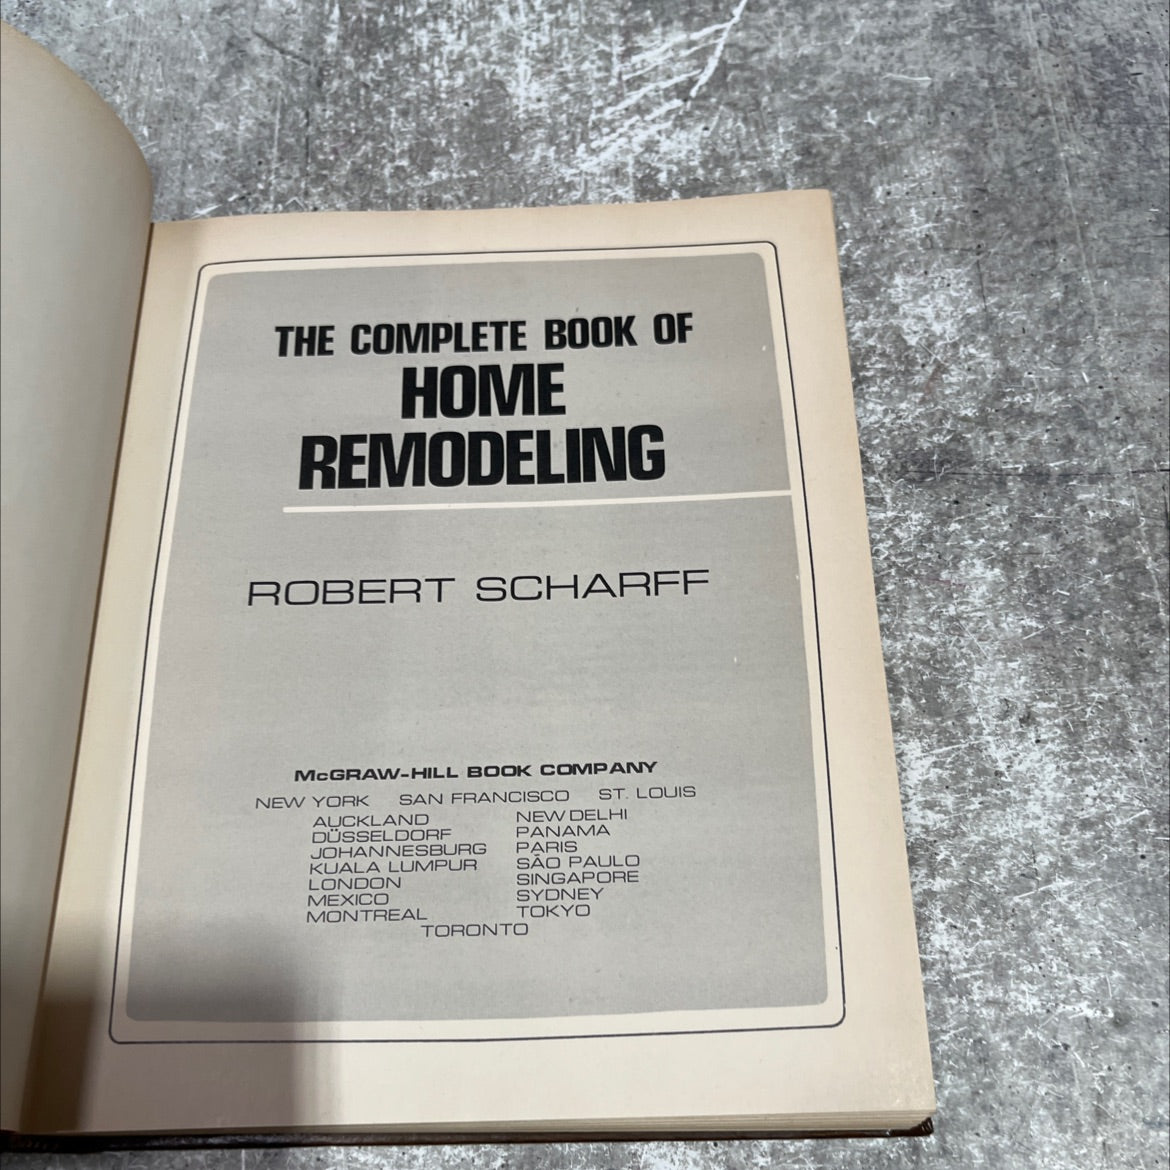 THE COMPLETE BOOK OF
HOME
REMODELING
ROBERT SCHARFF
McGRAW-HILL BOOK COMPANY
NEW YORK SAN FRANCISCO ST. LOUIS
AUCKLAND NEW DELHI
DÜSSELDORF PANAMA
JOHANNESBURG PARIS
KUALA LUMPUR SÃO PAULO
LONDON SINGAPORE
MEXICO SYDNEY
MONTREAL TOKYO
TORONTO